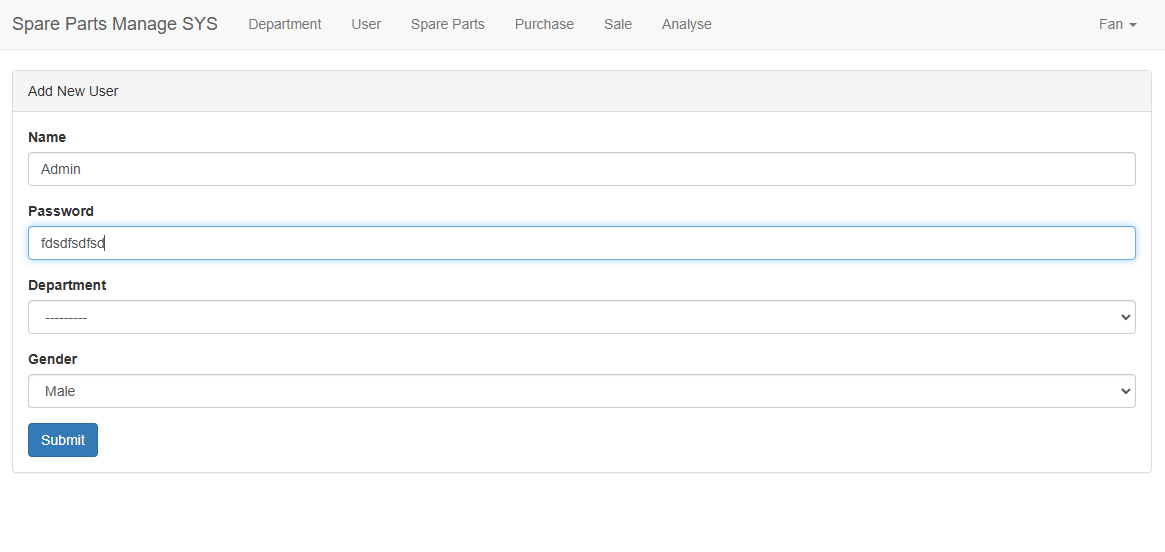 Spare Parts Manage SYS Department User Spare Parts Purchase Sale Analyse Fan
Add New User
Name
Admin
Password
fdsdfsdfsd
Department
---------
Gender
Male
Submit